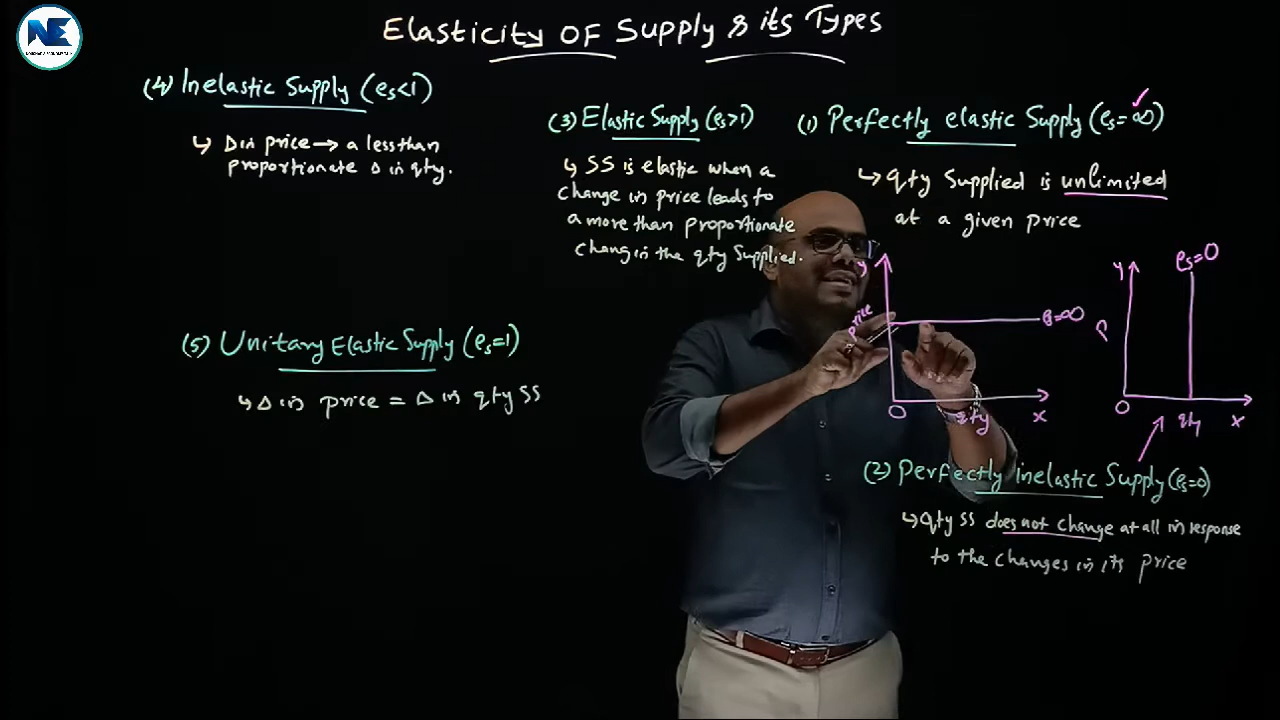 NE
Elasticity OF Supply & its Types
(4) Inelastic Supply (es<1)
↳ Δ in price → a less than
proportionate Δ in qty.
(3) Elastic Supply (es>1)
↳ SS is elastic when a
change in price leads to
a more than proportionate
chang in the qty supplied.
(1) Perfectly elastic Supply (es=∞)
↳ qty Supplied is unlimited
at a given price
y
price
e=∞
O
qty
x
y
es=0
P
O
qty
x
(5) Unitary Elastic Supply (es=1)
↳ Δ in price = Δ in qty SS
(2) Perfectly inelastic Supply (es=0)
↳ Qty SS does not change at all in response
to the changes in its price